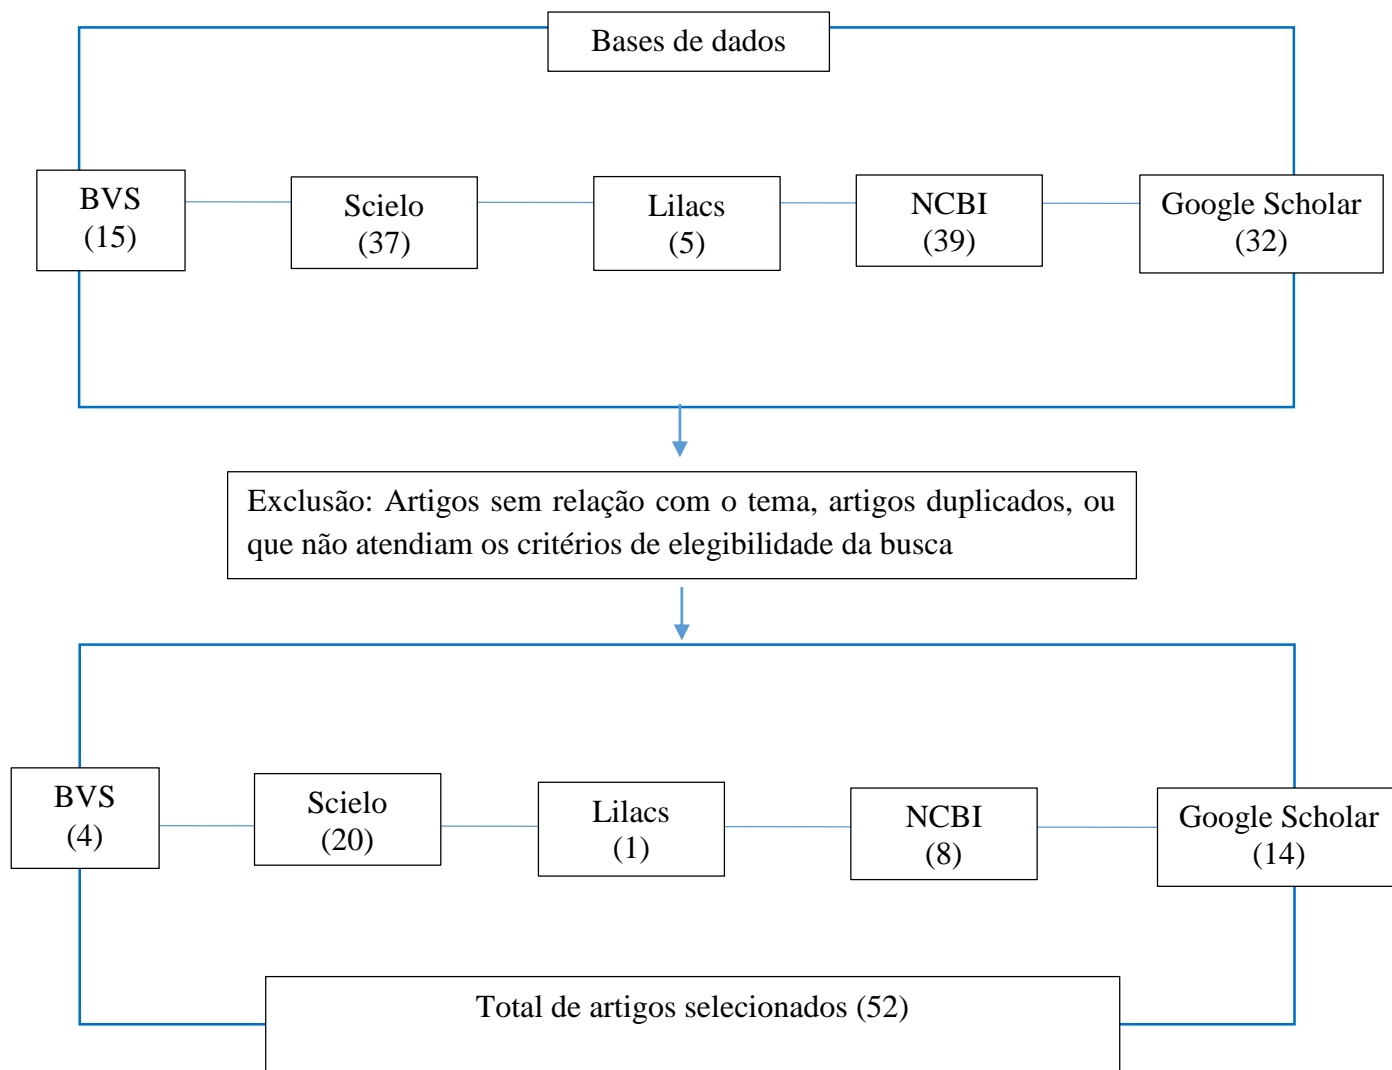 Bases de dados
BVS
(15)
Scielo
(37)
Lilacs
(5)
NCBI
(39)
Google Scholar
(32)
Exclusão: Artigos sem relação com o tema, artigos duplicados, ou
que não atendiam os critérios de elegibilidade da busca
BVS
(4)
Scielo
(20)
Lilacs
(1)
NCBI
(8)
Google Scholar
(14)
Total de artigos selecionados (52)